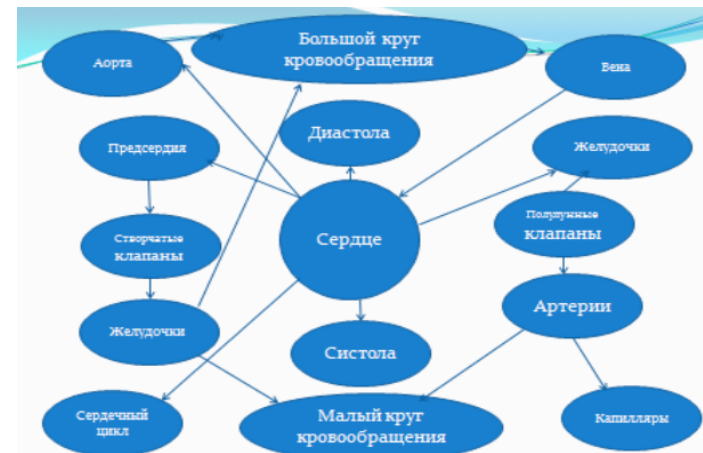 Большой круг
кровообращения
Аорта
Вена
Диастола
Предсердия
Желудочки
Створчатые
клапаны
Сердце
Полулунные
клапаны
Желудочки
Артерии
Систола
Сердечный
цикл
Малый круг
кровообращения
Капилляры